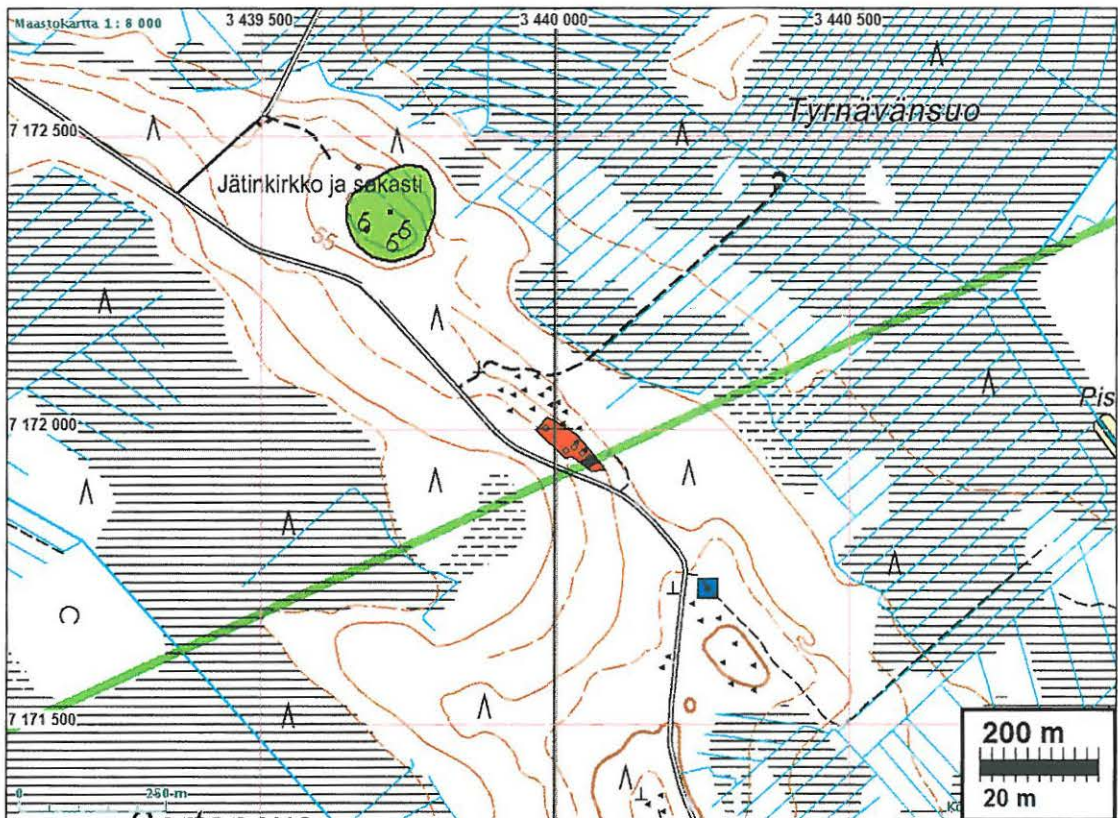 Maastokartta 1 : 8 000
3 439 500
3 440 000
3 440 500
Tyrnävänsuo
7 172 500
Jätinkirkko ja sakasti
55
Pis
7 172 000
7 171 500
200 m
20 m
0 250 m